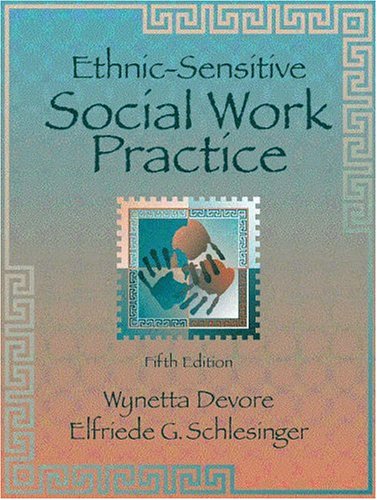 Ethnic-Sensitive
Social Work
Practice
Fifth Edition
Wynetta Devore
Elfriede G. Schlesinger